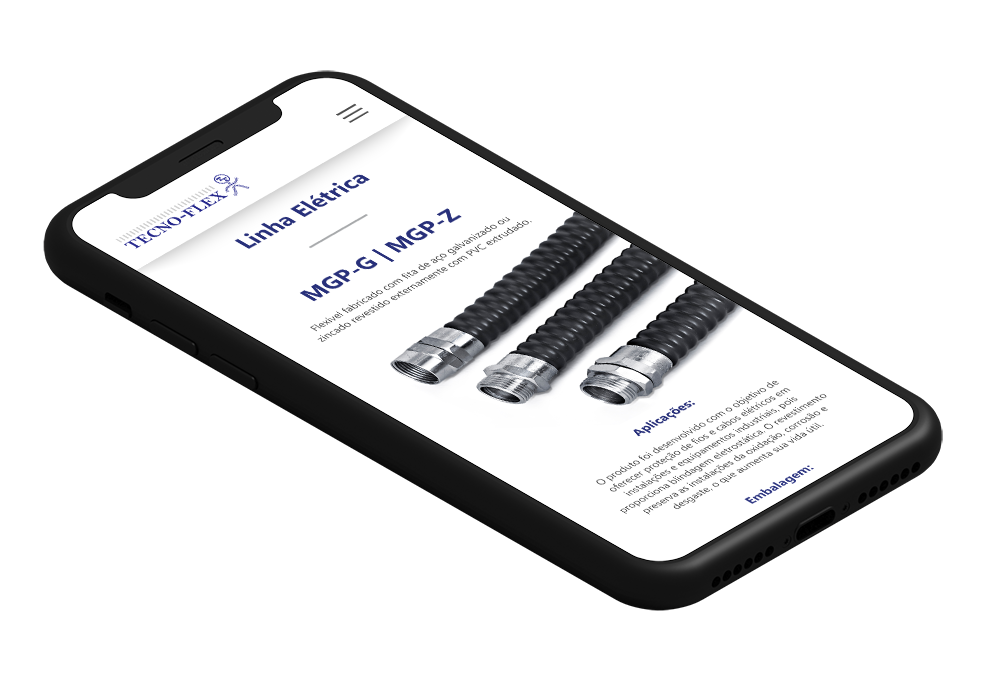 TECNO-FLEX
Linha Elétrica
MGP-G | MGP-Z
Flexível fabricado com fita de aço galvanizado ou
zincado revestido externamente com PVC extrudado.
Aplicações:
O produto foi desenvolvido com o objetivo de
oferecer proteção de fios e cabos elétricos em
instalações e equipamentos industriais, pois
proporciona blindagem eletrostática. O revestimento
preserva as instalações da oxidação, corrosão e
desgaste, o que aumenta sua vida útil.
Embalagem: